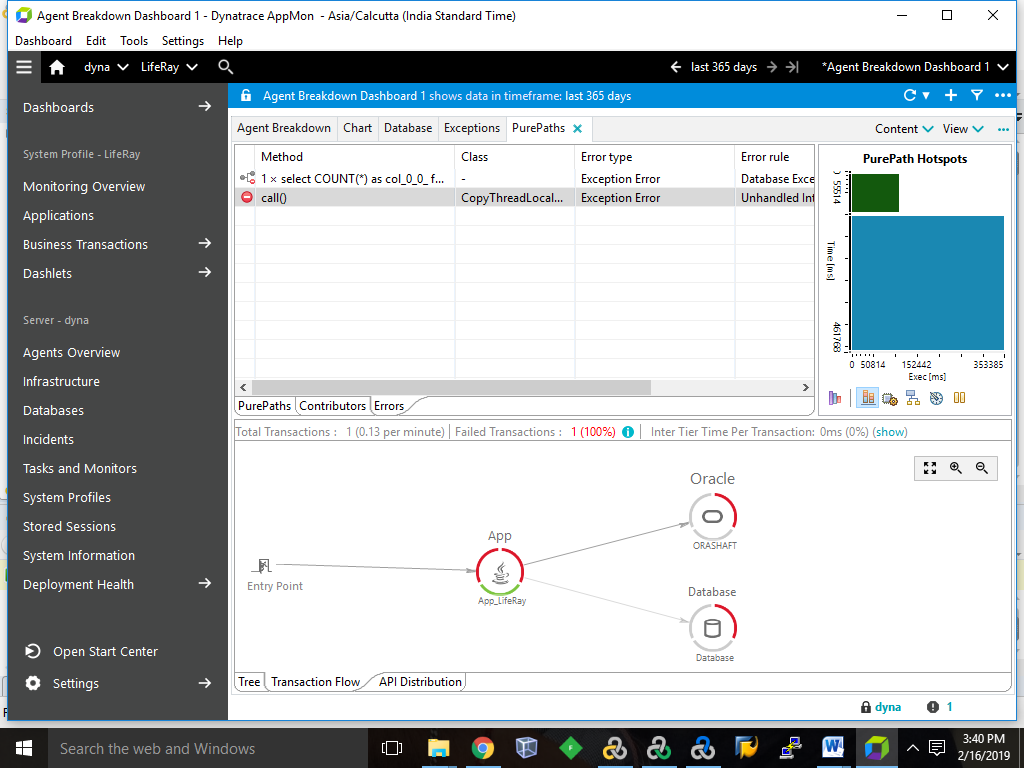 Agent Breakdown Dashboard 1 - Dynatrace AppMon - Asia/Calcutta (India Standard Time)
Dashboard Edit Tools Settings Help
dyna LifeRay last 365 days *Agent Breakdown Dashboard 1
Agent Breakdown Dashboard 1 shows data in timeframe: last 365 days
Dashboards
System Profile - LifeRay
Monitoring Overview
Applications
Business Transactions
Dashlets
Server - dyna
Agents Overview
Infrastructure
Databases
Incidents
Tasks and Monitors
System Profiles
Stored Sessions
System Information
Deployment Health
Open Start Center
Settings
Agent Breakdown Chart Database Exceptions PurePaths Content View
Method Class Error type Error rule
1 × select COUNT(*) as col_0_0_ f... - Exception Error Database Exce
call() CopyThreadLocal... Exception Error Unhandled Int
PurePaths Contributors Errors
PurePath Hotspots
0 55514
Time [ms]
461768
0 50814 152442 353385
Exec [ms]
Total Transactions : 1 (0.13 per minute) Failed Transactions : 1 (100%) Inter Tier Time Per Transaction: 0ms (0%) (show)
Entry Point
App
App_LifeRay
Oracle
ORASHAFT
Database
Database
Tree Transaction Flow API Distribution
dyna 1
Search the web and Windows
3:40 PM
2/16/2019